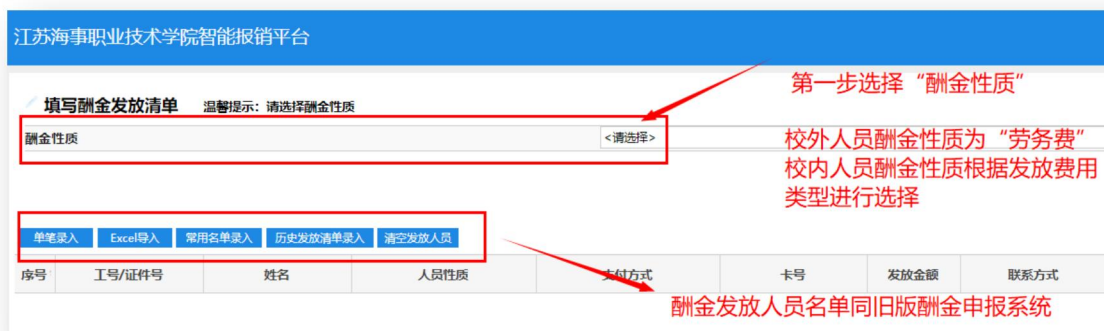 江苏海事职业技术学院智能报销平台
第一步选择“酬金性质”
填写酬金发放清单 温馨提示：请选择酬金性质
酬金性质 <请选择>
校外人员酬金性质为“劳务费”
校内人员酬金性质根据发放费用
类型进行选择
单笔录入 Excel导入 常用名单录入 历史发放清单录入 清空发放人员
序号 工号/证件号 姓名 人员性质 支付方式 卡号 发放金额 联系方式
酬金发放人员名单同旧版酬金申报系统